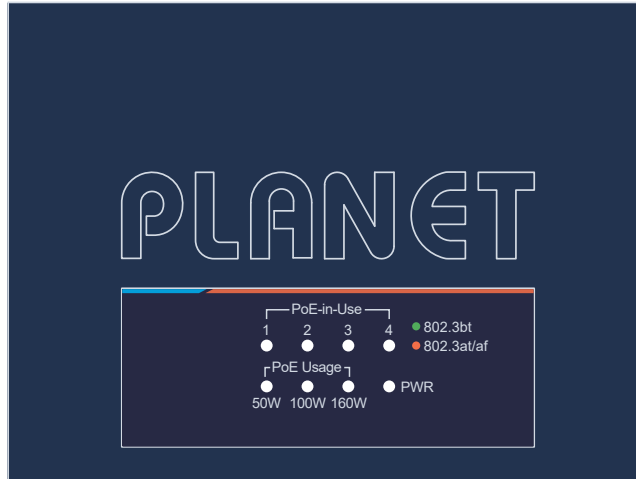 PLANET
PoE-in-Use
1 2 3 4
802.3bt
802.3at/af
PoE Usage
50W 100W 160W
PWR